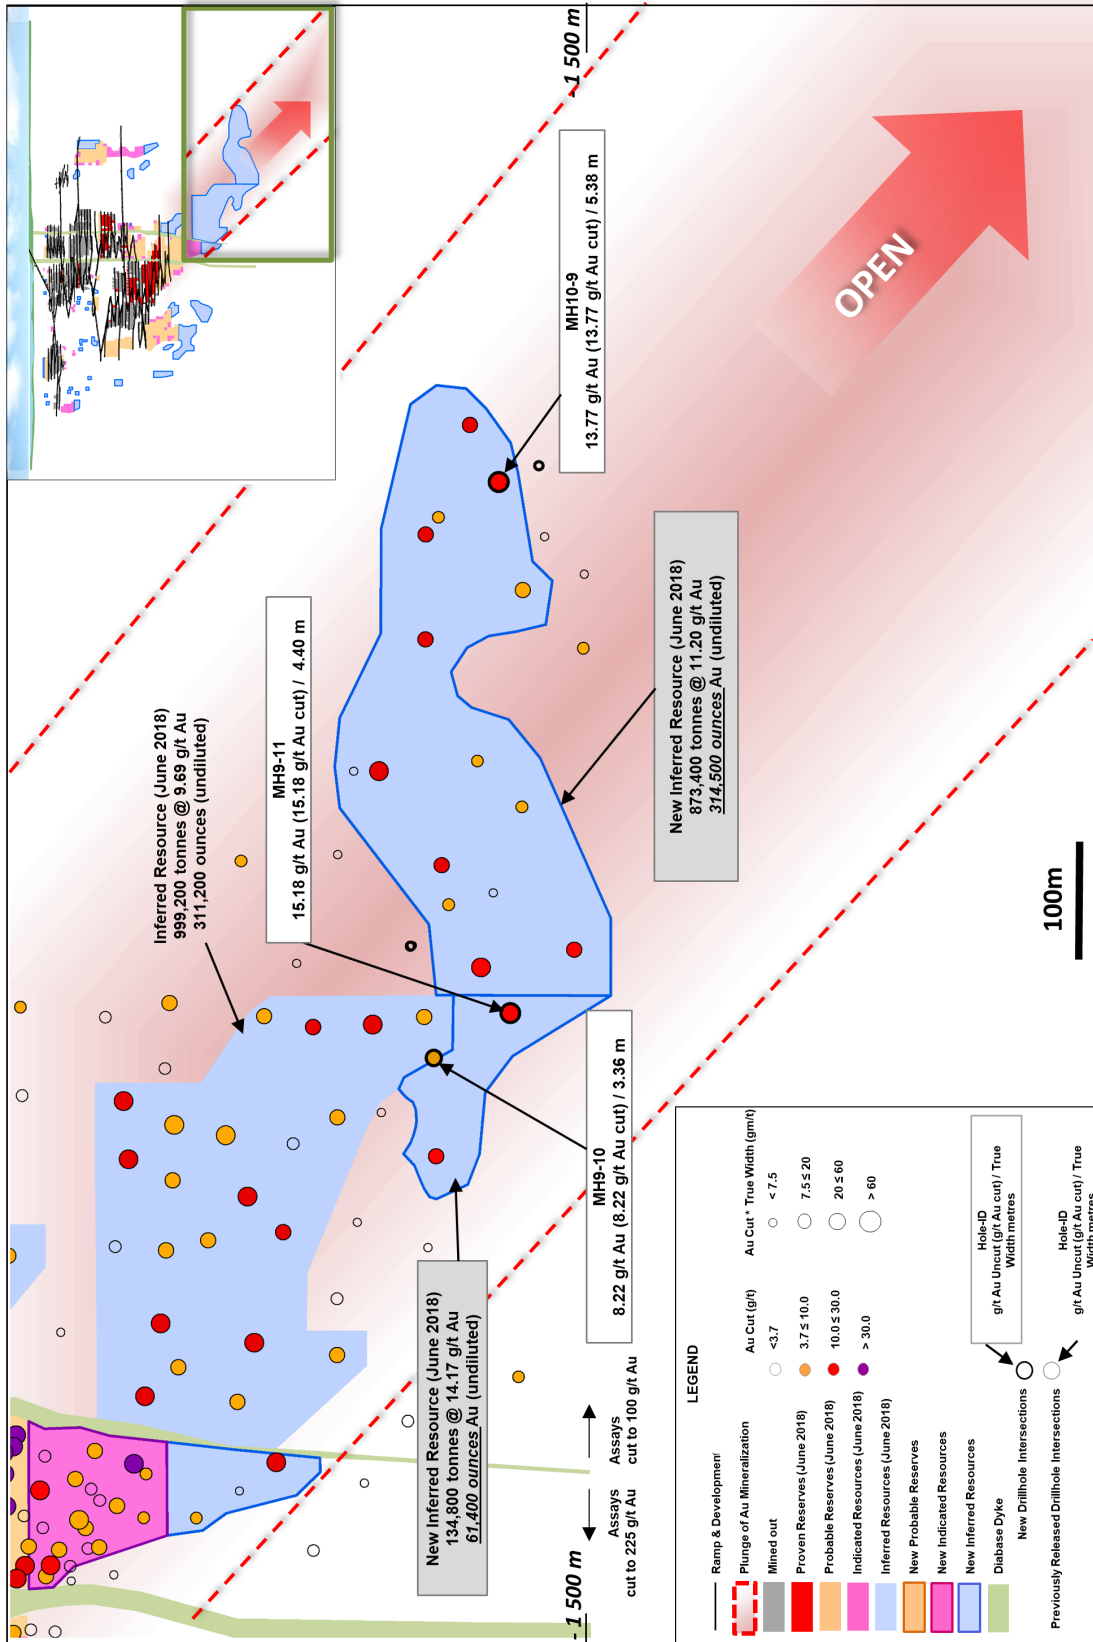 - 1 500 m
OPEN
MH10-9
13.77 g/t Au (13.77 g/t Au cut) / 5.38 m
MH9-11
15.18 g/t Au (15.18 g/t Au cut) / 4.40 m
Inferred Resource (June 2018)
999,200 tonnes @ 9.69 g/t Au
311,200 ounces (undiluted)
New Inferred Resource (June 2018)
873,400 tonnes @ 11.20 g/t Au
314,500 ounces Au (undiluted)
MH9-10
8.22 g/t Au (8.22 g/t Au cut) / 3.36 m
New Inferred Resource (June 2018)
134,800 tonnes @ 14.17 g/t Au
61,400 ounces Au (undiluted)
Assays
cut to 225 g/t Au
Assays
cut to 100 g/t Au
- 1 500 m
100m
LEGEND
Ramp & Development
Plunge of Au Mineralization
Mined out
Proven Reserves (June 2018)
Probable Reserves (June 2018)
Indicated Resources (June 2018)
Inferred Resources (June 2018)
New Probable Reserves
New Indicated Resources
New Inferred Resources
Diabase Dyke
Au Cut (g/t)
<3.7
3.7 ≤ 10.0
10.0 ≤ 30.0
> 30.0
Au Cut * True Width (gm/t)
< 7.5
7.5 ≤ 20
20 ≤ 60
> 60
New Drillhole Intersections
Hole-ID
g/t Au Uncut (g/t Au cut) / True
Width metres
Previously Released Drillhole Intersections
Hole-ID
g/t Au Uncut (g/t Au cut) / True
Width metres